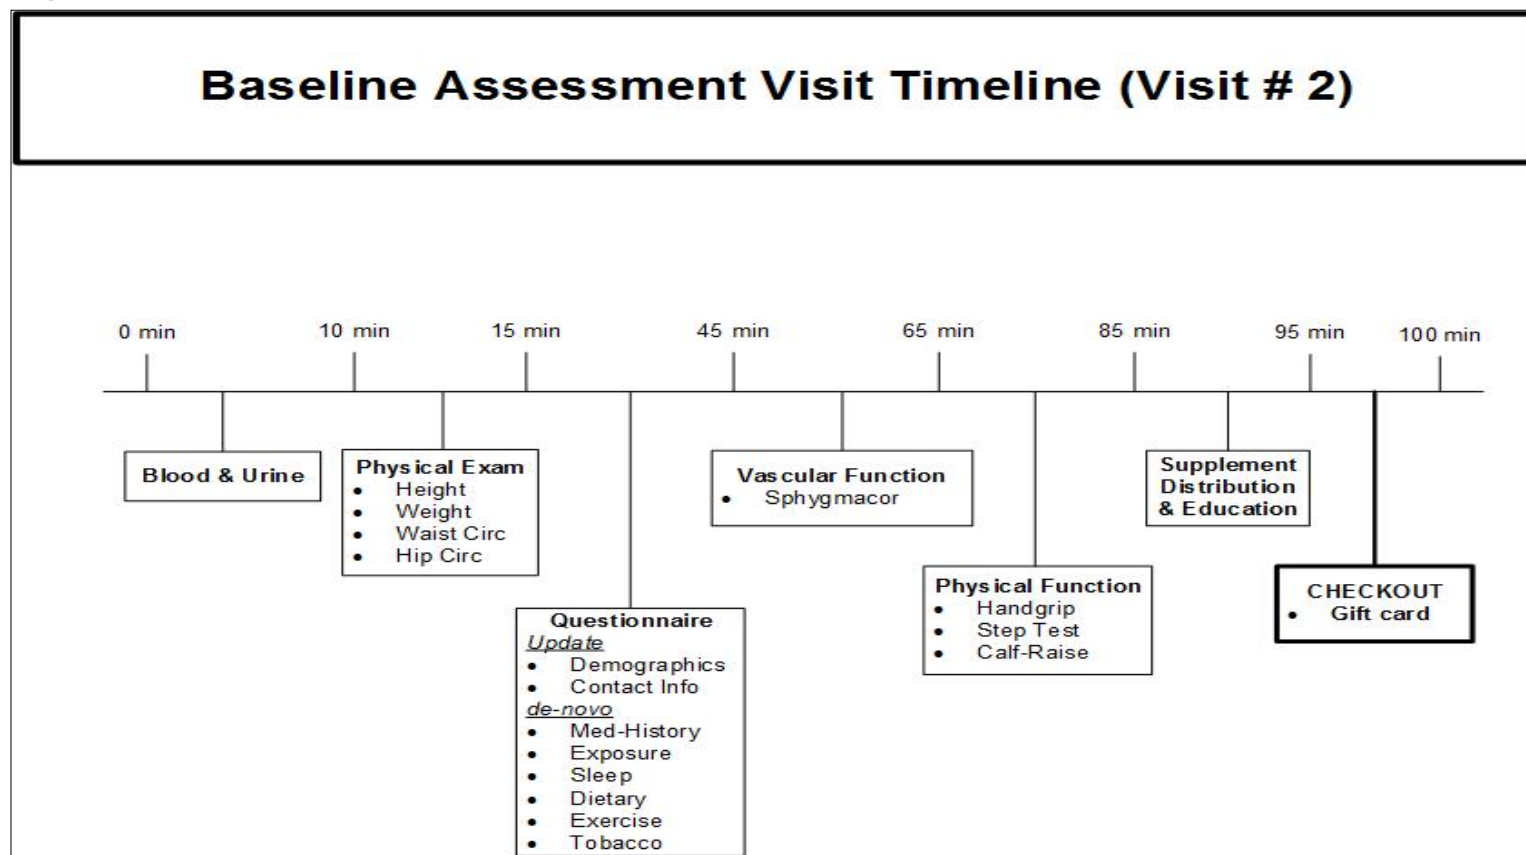 Baseline Assessment Visit Timeline (Visit # 2)
0 min
10 min
15 min
45 min
65 min
85 min
95 min
100 min
Blood & Urine
Physical Exam
• Height
• Weight
• Waist Circ
• Hip Circ
Questionnaire
Update
• Demographics
• Contact Info
de-novo
• Med-History
• Exposure
• Sleep
• Dietary
• Exercise
• Tobacco
Vascular Function
• Sphygmacor
Physical Function
• Handgrip
• Step Test
• Calf-Raise
Supplement
Distribution
& Education
CHECKOUT
• Gift card